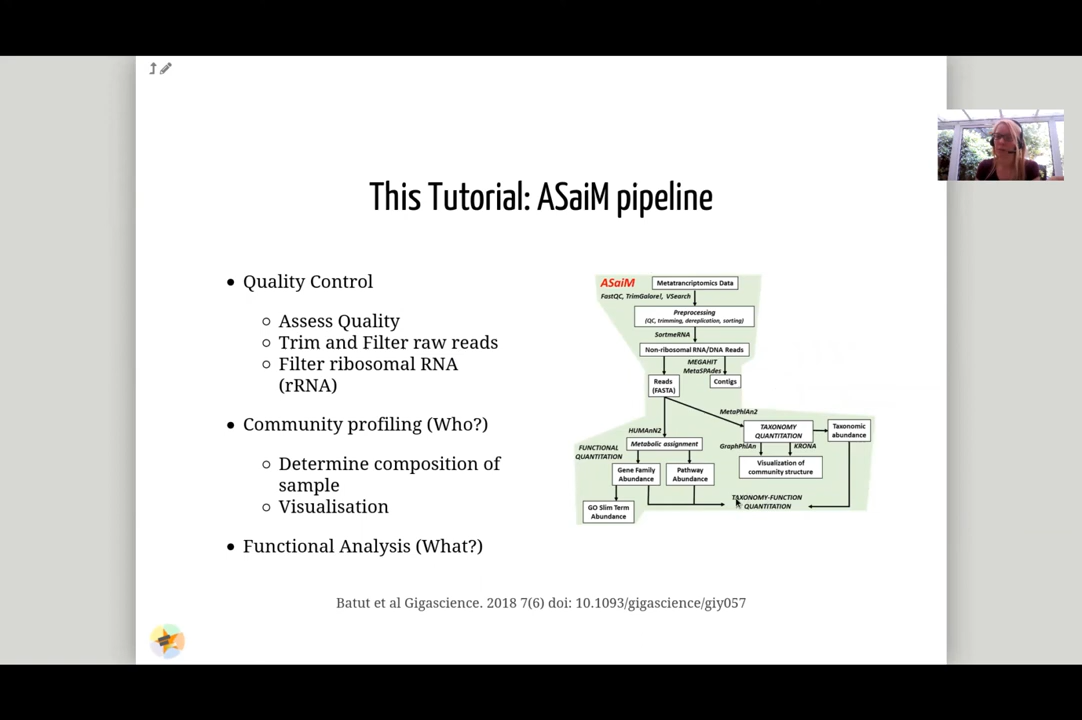 This Tutorial: ASaiM pipeline
Quality Control
Assess Quality
Trim and Filter raw reads
Filter ribosomal RNA
(rRNA)
Community profiling (Who?)
Determine composition of
sample
Visualisation
Functional Analysis (What?)
ASaiM
Metatrancriptomics Data
FastQC, TrimGalore!, VSearch
Preprocessing
(QC, trimming, dereplication, sorting)
SortmeRNA
Non-ribosomal RNA/DNA Reads
MEGAHIT
MetaSPAdes
Reads
(FASTA)
Contigs
MetaPhlAn2
HUMAnN2
TAXONOMY
QUANTITATION
Taxonomic
abundance
Metabolic assignment
GraphPhlAn
KRONA
FUNCTIONAL
QUANTITATION
Visualization of
community structure
Gene Family
Abundance
Pathway
Abundance
GO Slim Term
Abundance
TAXONOMY-FUNCTION
QUANTITATION
Batut et al Gigascience. 2018 7(6) doi: 10.1093/gigascience/giy057